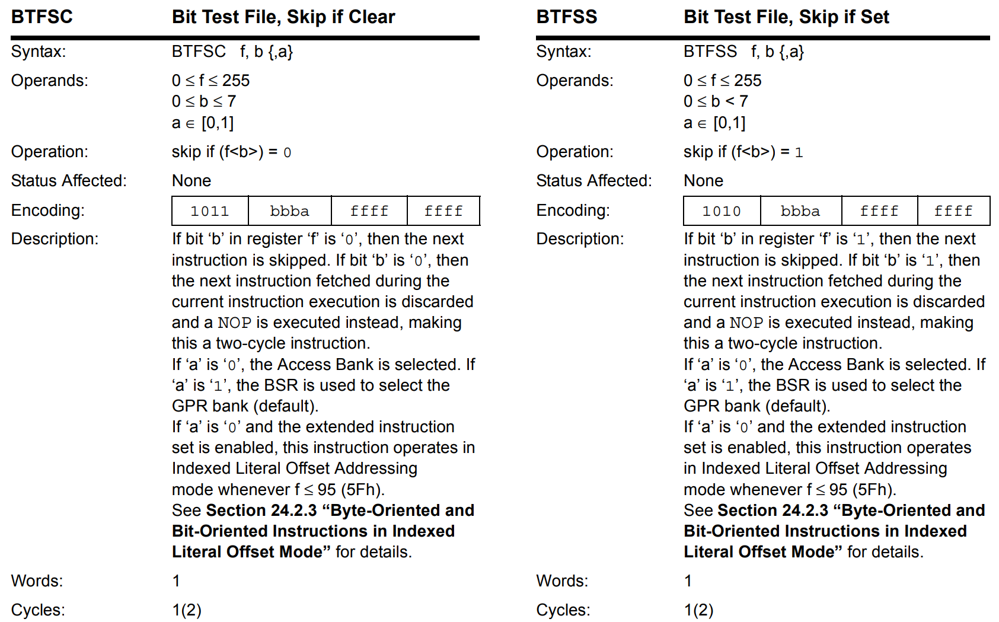 BTFSC Bit Test File, Skip if Clear
Syntax: BTFSC f, b {,a}
Operands: 0 ≤ f ≤ 255
0 ≤ b ≤ 7
a ∈ [0,1]
Operation: skip if (f<b>) = 0
Status Affected: None
Encoding: 1011 bbba ffff ffff
Description: If bit ‘b’ in register ‘f’ is ‘0’, then the next
instruction is skipped. If bit ‘b’ is ‘0’, then
the next instruction fetched during the
current instruction execution is discarded
and a NOP is executed instead, making
this a two-cycle instruction.
If ‘a’ is ‘0’, the Access Bank is selected. If
‘a’ is ‘1’, the BSR is used to select the
GPR bank (default).
If ‘a’ is ‘0’ and the extended instruction
set is enabled, this instruction operates in
Indexed Literal Offset Addressing
mode whenever f ≤ 95 (5Fh).
See Section 24.2.3 “Byte-Oriented and
Bit-Oriented Instructions in Indexed
Literal Offset Mode” for details.
Words: 1
Cycles: 1(2)
BTFSS Bit Test File, Skip if Set
Syntax: BTFSS f, b {,a}
Operands: 0 ≤ f ≤ 255
0 ≤ b < 7
a ∈ [0,1]
Operation: skip if (f<b>) = 1
Status Affected: None
Encoding: 1010 bbba ffff ffff
Description: If bit ‘b’ in register ‘f’ is ‘1’, then the next
instruction is skipped. If bit ‘b’ is ‘1’, then
the next instruction fetched during the
current instruction execution is discarded
and a NOP is executed instead, making
this a two-cycle instruction.
If ‘a’ is ‘0’, the Access Bank is selected. If
‘a’ is ‘1’, the BSR is used to select the
GPR bank (default).
If ‘a’ is ‘0’ and the extended instruction
set is enabled, this instruction operates
in Indexed Literal Offset Addressing
mode whenever f ≤ 95 (5Fh).
See Section 24.2.3 “Byte-Oriented and
Bit-Oriented Instructions in Indexed
Literal Offset Mode” for details.
Words: 1
Cycles: 1(2)